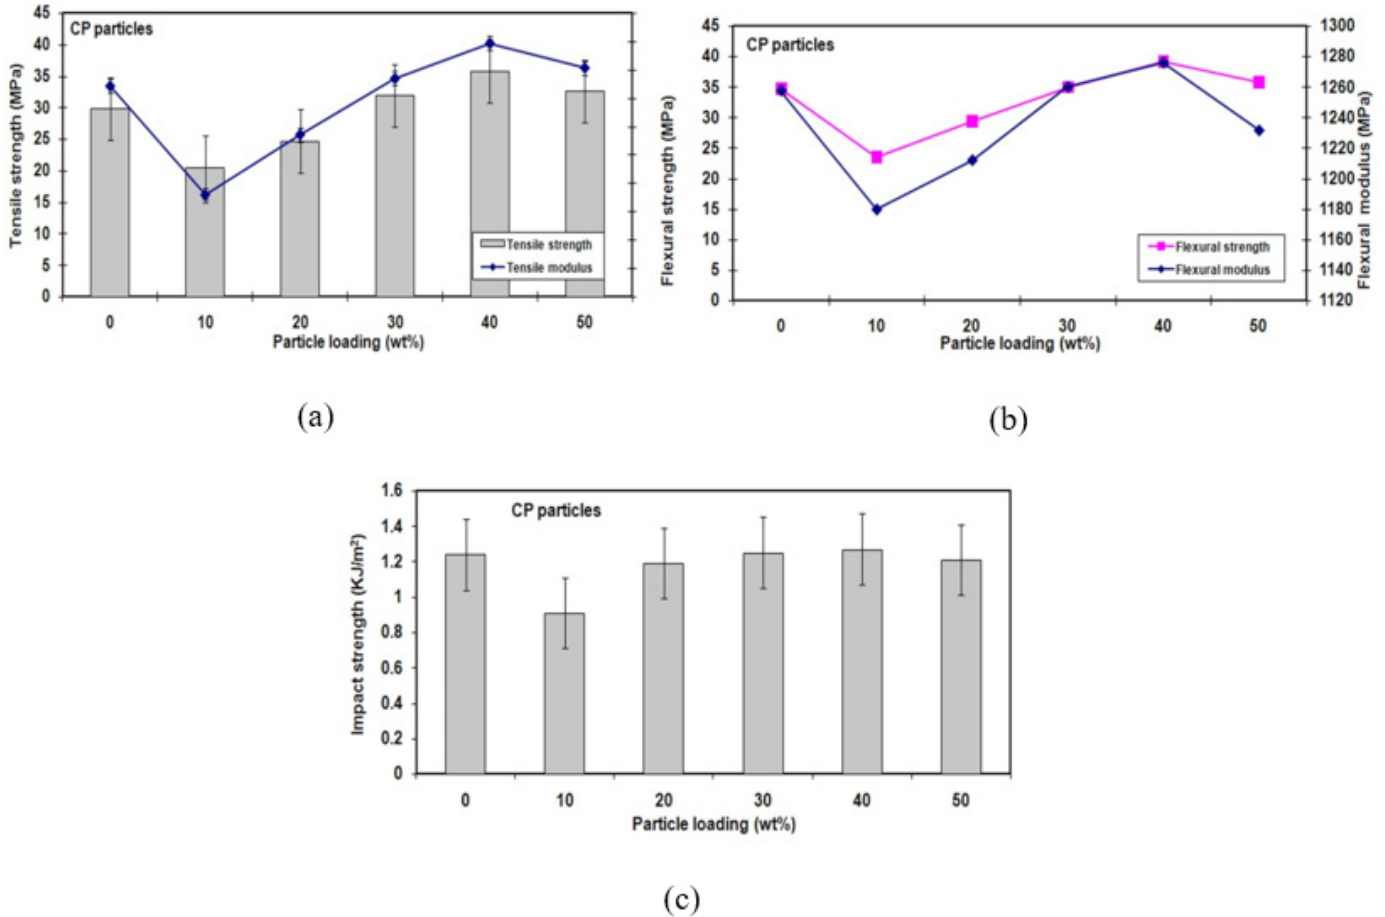 CP particles
Tensile strength (MPa)
45
40
35
30
25
20
15
10
5
0
Tensile strength
Tensile modulus
0 10 20 30 40 50
Particle loading (wt%)
(a)
CP particles
Flexural strength (MPa)
45
40
35
30
25
20
15
10
5
0
Flexural modulus (MPa)
1300
1280
1260
1240
1220
1200
1180
1160
1140
1120
Flexural strength
Flexural modulus
0 10 20 30 40 50
Particle loading (wt%)
(b)
CP particles
Impact strength (KJ/m²)
1.6
1.4
1.2
1
0.8
0.6
0.4
0.2
0
0 10 20 30 40 50
Particle loading (wt%)
(c)